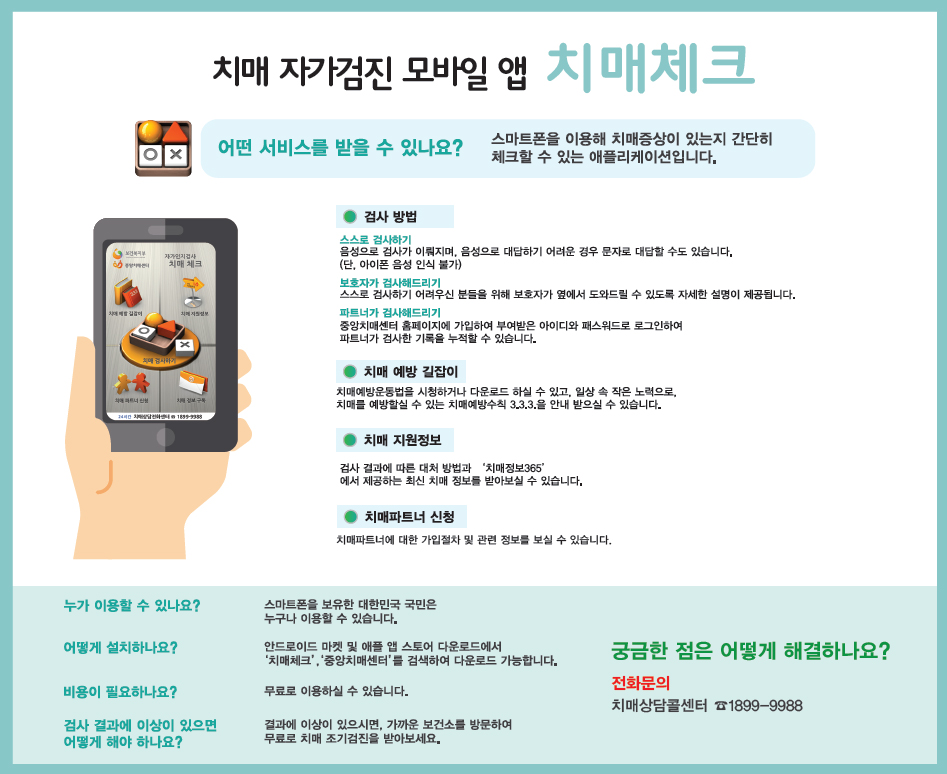 치매 자가검진 모바일 앱 치매체크
어떤 서비스를 받을 수 있나요?
스마트폰을 이용해 치매증상이 있는지 간단히
체크할 수 있는 애플리케이션입니다.
보건복지부
중앙치매센터
자가인지검사
치매 체크
치매 예방 길잡이
치매 지원정보
치매 검사하기
치매 파트너 신청
치매 정보 구독
24시간 치매상담전화센터 ☎ 1899-9988
검사 방법
스스로 검사하기
음성으로 검사가 이뤄지며, 음성으로 대답하기 어려운 경우 문자로 대답할 수도 있습니다.
(단, 아이폰 음성 인식 불가)
보호자가 검사해드리기
스스로 검사하기 어려우신 분들을 위해 보호자가 옆에서 도와드릴 수 있도록 자세한 설명이 제공됩니다.
파트너가 검사해드리기
중앙치매센터 홈페이지에 가입하여 부여받은 아이디와 패스워드로 로그인하여
파트너가 검사한 기록을 누적할 수 있습니다.
치매 예방 길잡이
치매예방운동법을 시청하거나 다운로드 하실 수 있고, 일상 속 작은 노력으로,
치매를 예방할실 수 있는 치매예방수칙 3.3.3.을 안내 받으실 수 있습니다.
치매 지원정보
검사 결과에 따른 대처 방법과 ‘치매정보365’
에서 제공하는 최신 치매 정보를 받아보실 수 있습니다.
치매파트너 신청
치매파트너에 대한 가입절차 및 관련 정보를 보실 수 있습니다.
누가 이용할 수 있나요?
스마트폰을 보유한 대한민국 국민은
누구나 이용할 수 있습니다.
어떻게 설치하나요?
안드로이드 마켓 및 애플 앱 스토어 다운로드에서
‘치매체크’, ‘중앙치매센터’를 검색하여 다운로드 가능합니다.
비용이 필요하나요?
무료로 이용하실 수 있습니다.
검사 결과에 이상이 있으면
어떻게 해야 하나요?
결과에 이상이 있으시면, 가까운 보건소를 방문하여
무료로 치매 조기검진을 받아보세요.
궁금한 점은 어떻게 해결하나요?
전화문의
치매상담콜센터 ☎1899-9988